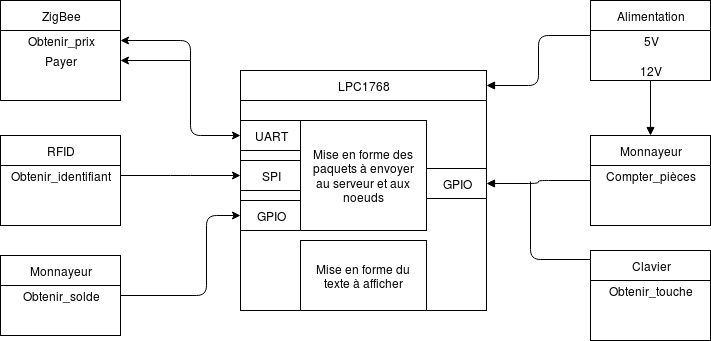 ZigBee
Obtenir_prix
Payer
RFID
Obtenir_identifiant
Monnayeur
Obtenir_solde
LPC1768
UART
SPI
GPIO
Mise en forme des
paquets à envoyer
au serveur et aux
noeuds
GPIO
Mise en forme du
texte à afficher
Alimentation
5V
12V
Monnayeur
Compter_pièces
Clavier
Obtenir_touche